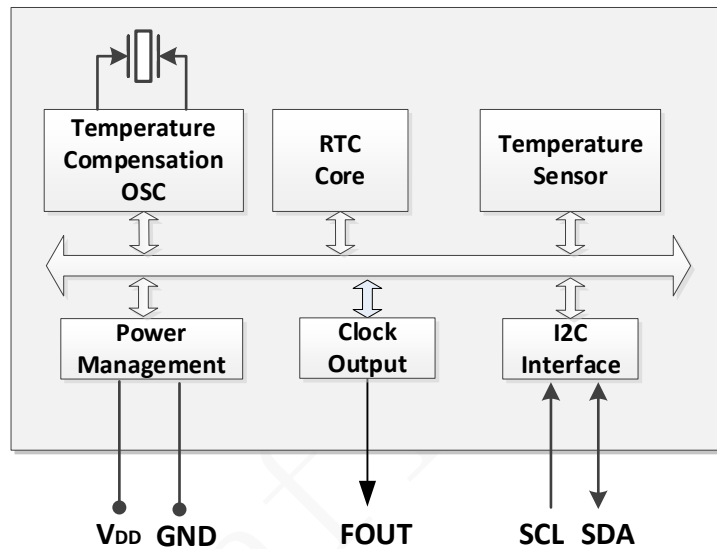 Temperature
Compensation
OSC
RTC
Core
Temperature
Sensor
Power
Management
Clock
Output
I2C
Interface
VDD GND FOUT SCL SDA